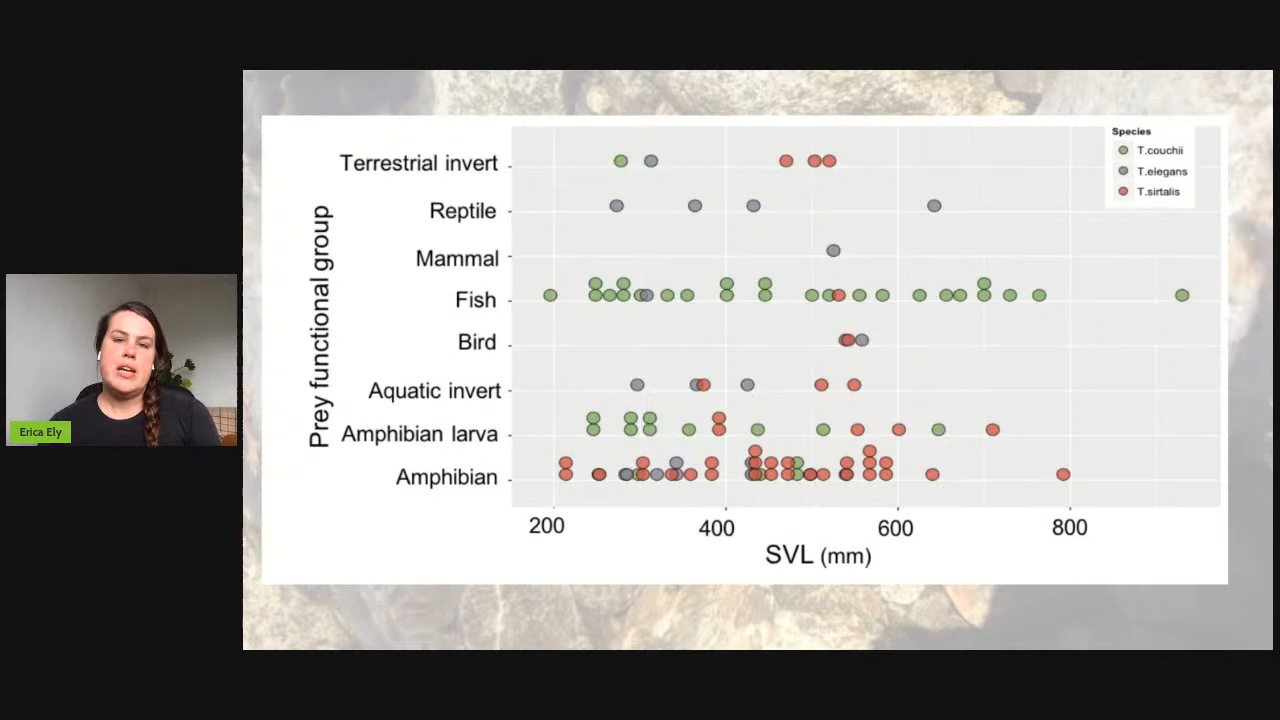 Species
T.couchii
T.elegans
T.sirtalis
Prey functional group
Terrestrial invert
Reptile
Mammal
Fish
Bird
Aquatic invert
Amphibian larva
Amphibian
200 400 600 800
SVL (mm)
Erica Ely